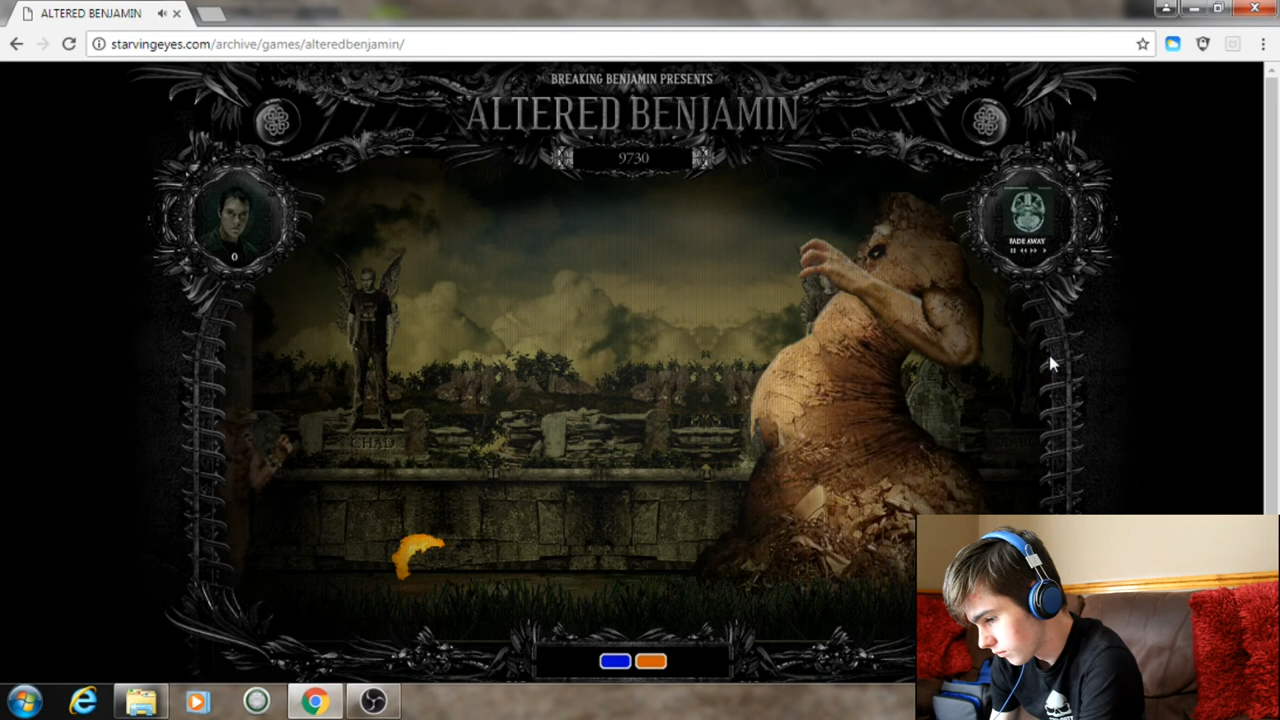 ALTERED BENJAMIN
starvingeyes.com/archive/games/alteredbenjamin/
BREAKING BENJAMIN PRESENTS
ALTERED BENJAMIN
9730
0
FADE AWAY
CHAD